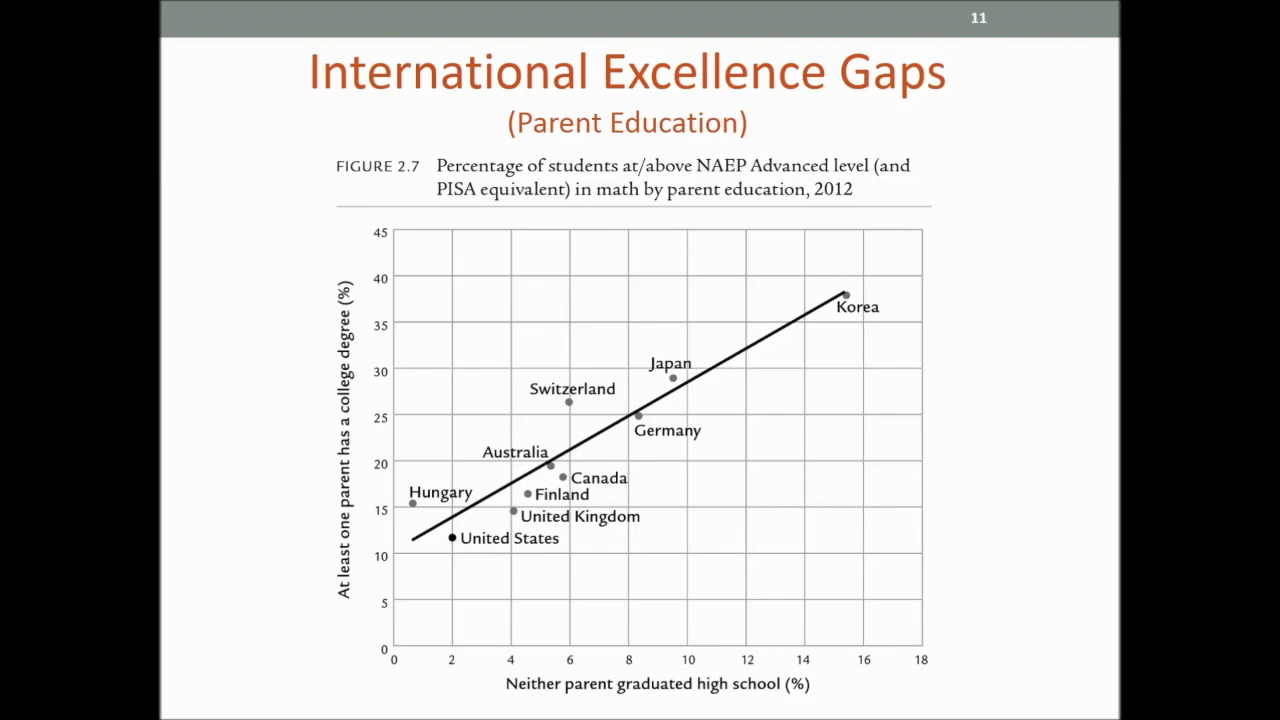 11
International Excellence Gaps
(Parent Education)
FIGURE 2.7 Percentage of students at/above NAEP Advanced level (and
PISA equivalent) in math by parent education, 2012
At least one parent has a college degree (%)
45
40
35
30
25
20
15
10
5
0
Korea
Japan
Switzerland
Germany
Australia
Canada
Hungary
Finland
United Kingdom
United States
0 2 4 6 8 10 12 14 16 18
Neither parent graduated high school (%)